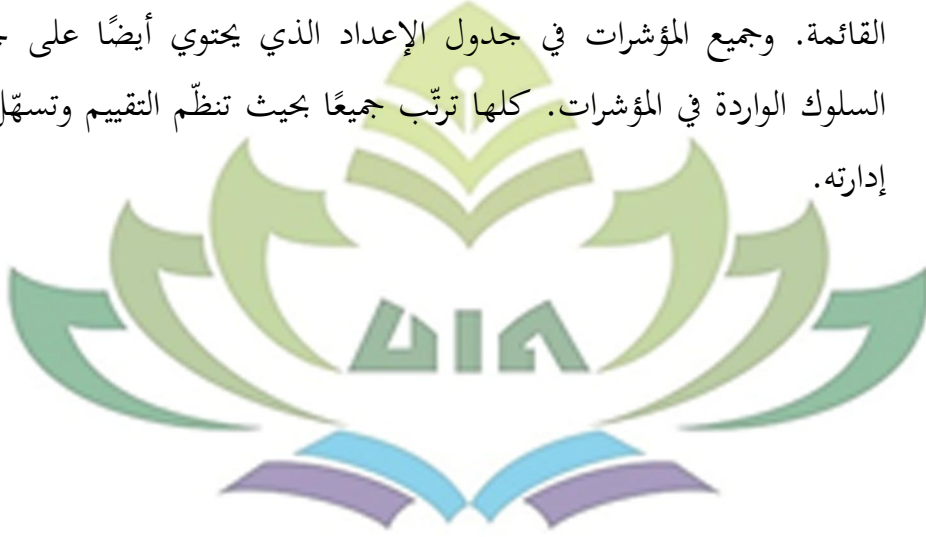 القائمة. وجميع المؤشرات في جدول الإعداد الذي يحتوي أيضًا على
السلوك الواردة في المؤشرات. كلها ترتّب جميعًا بحيث تنظّم التقييم وتسهّل
إدارته.